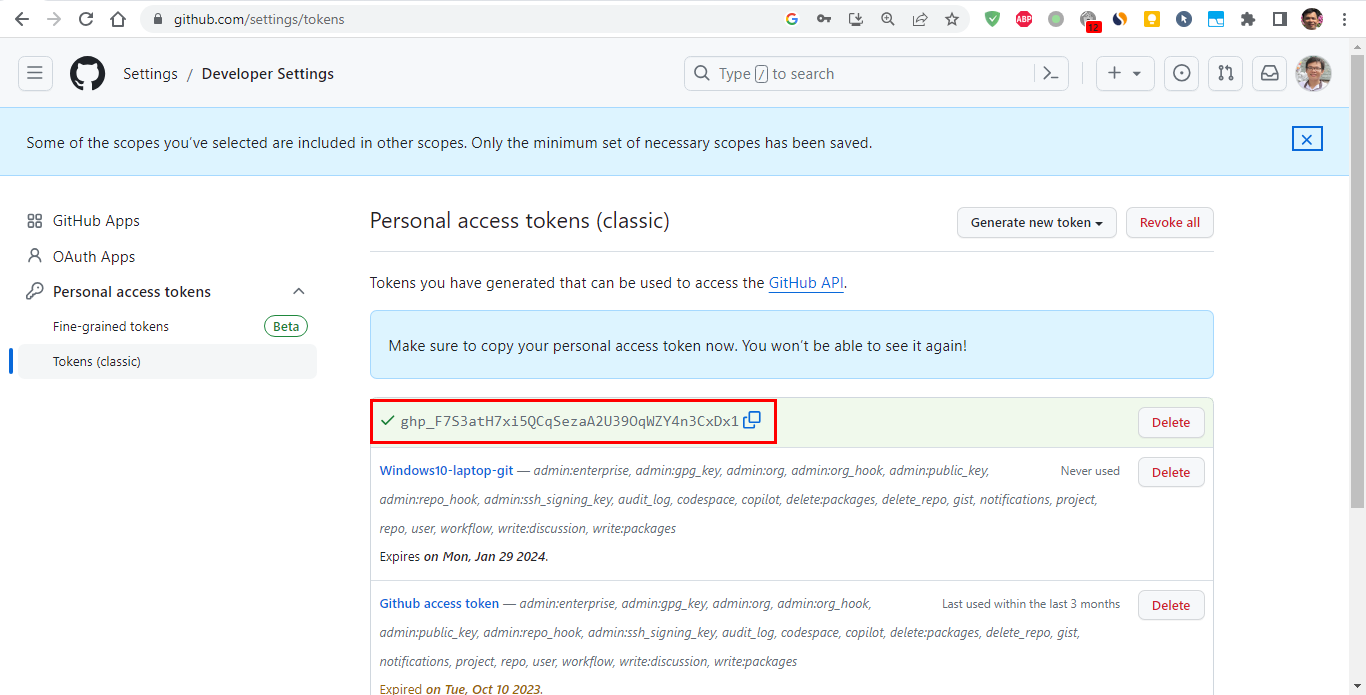 github.com/settings/tokens
ABP
12
Settings / Developer Settings
Type / to search
Some of the scopes you've selected are included in other scopes. Only the minimum set of necessary scopes has been saved.
GitHub Apps
OAuth Apps
Personal access tokens
Fine-grained tokens Beta
Tokens (classic)
Personal access tokens (classic)
Generate new token
Revoke all
Tokens you have generated that can be used to access the GitHub API.
Make sure to copy your personal access token now. You won't be able to see it again!
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
Delete
Windows10-laptop-git — admin:enterprise, admin:gpg_key, admin:org, admin:org_hook, admin:public_key,
Never used
Delete
admin:repo_hook, admin:ssh_signing_key, audit_log, codespace, copilot, delete:packages, delete_repo, gist, notifications, project,
repo, user, workflow, write:discussion, write:packages
Expires on Mon, Jan 29 2024.
Github access token — admin:enterprise, admin:gpg_key, admin:org, admin:org_hook,
Last used within the last 3 months
Delete
admin:public_key, admin:repo_hook, admin:ssh_signing_key, audit_log, codespace, copilot, delete:packages, delete_repo, gist,
notifications, project, repo, user, workflow, write:discussion, write:packages
Expired on Tue, Oct 10 2023.